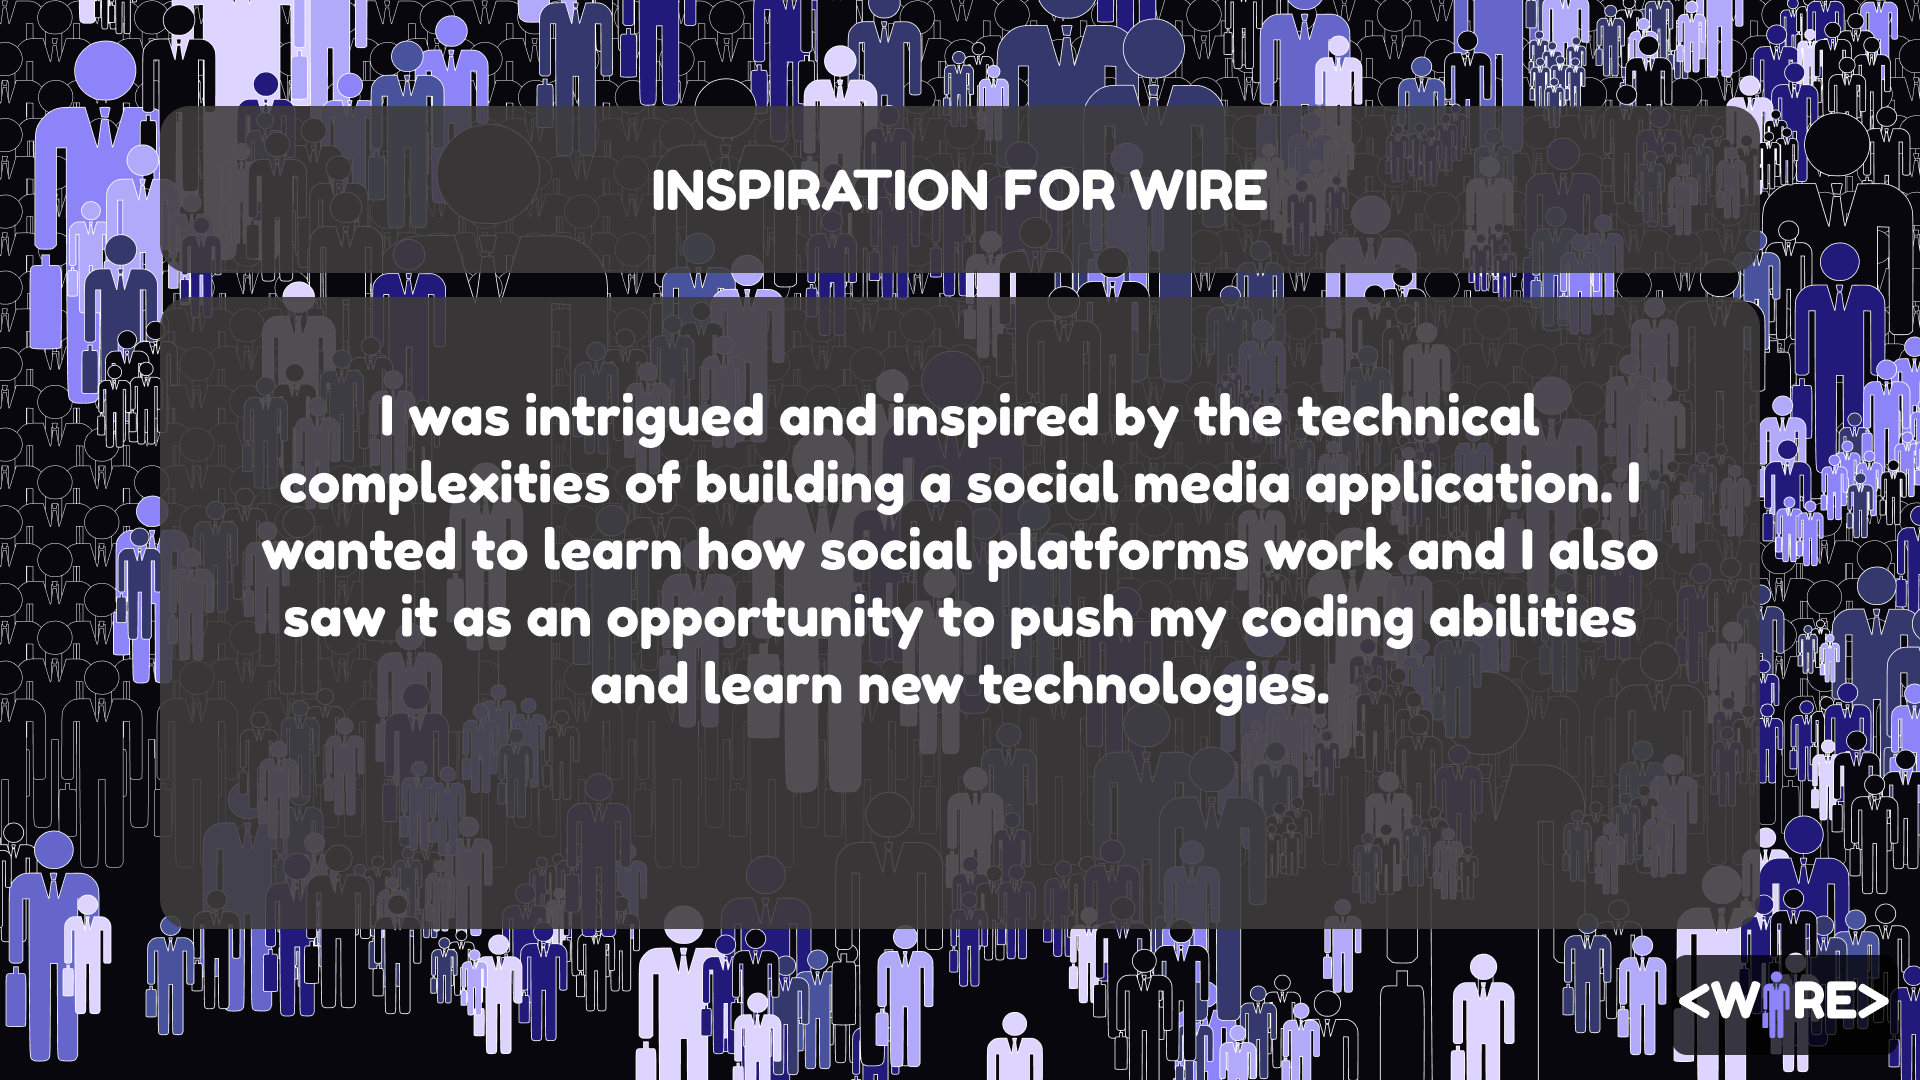 INSPIRATION FOR WIRE
I was intrigued and inspired by the technical
complexities of building a social media application. I
wanted to learn how social platforms work and I also
saw it as an opportunity to push my coding abilities
and learn new technologies.
<WIRE>